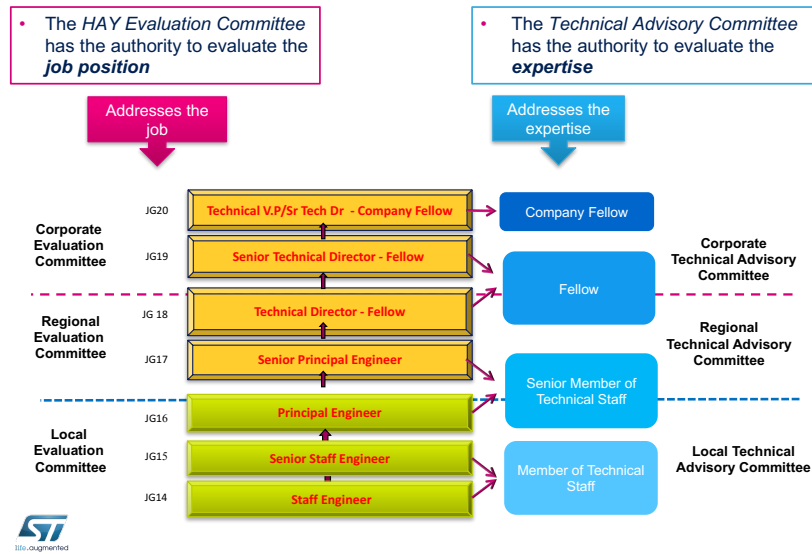 • The HAY Evaluation Committee
has the authority to evaluate the
job position
• The Technical Advisory Committee
has the authority to evaluate the
expertise
Addresses the
job
Addresses the
expertise
JG20
Technical V.P/Sr Tech Dr - Company Fellow
Company Fellow
Corporate
Evaluation
Committee
JG19
Senior Technical Director - Fellow
Fellow
Corporate
Technical Advisory
Committee
Regional
Evaluation
Committee
JG 18
Technical Director - Fellow
Regional
Technical Advisory
Committee
JG17
Senior Principal Engineer
Senior Member of
Technical Staff
JG16
Principal Engineer
Local
Evaluation
Committee
JG15
Senior Staff Engineer
Member of Technical
Staff
Local Technical
Advisory Committee
JG14
Staff Engineer
ST
life.augmented